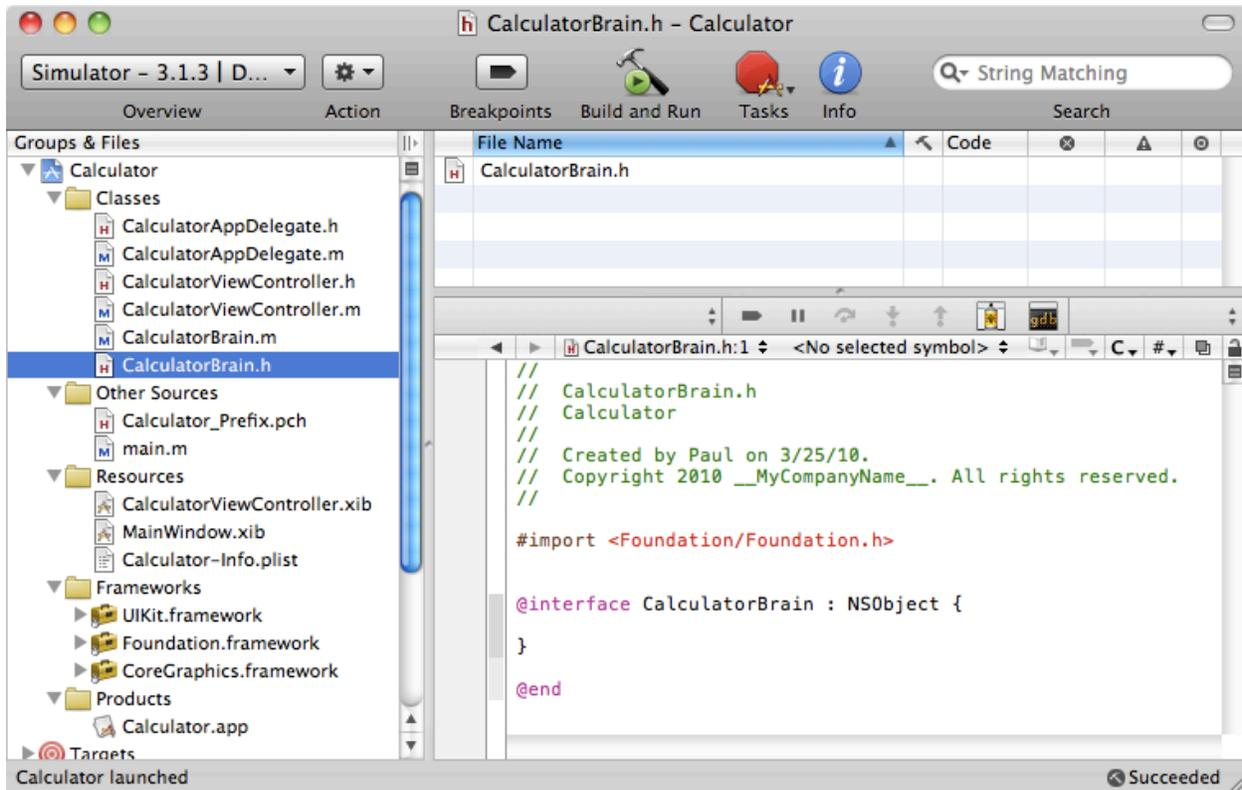 CalculatorBrain.h – Calculator
Simulator – 3.1.3 | D...
String Matching
Overview
Action
Breakpoints
Build and Run
Tasks
Info
Search
Groups & Files
Calculator
Classes
CalculatorAppDelegate.h
CalculatorAppDelegate.m
CalculatorViewController.h
CalculatorViewController.m
CalculatorBrain.m
CalculatorBrain.h
Other Sources
Calculator_Prefix.pch
main.m
Resources
CalculatorViewController.xib
MainWindow.xib
Calculator-Info.plist
Frameworks
UIKit.framework
Foundation.framework
CoreGraphics.framework
Products
Calculator.app
Targets
File Name
Code
CalculatorBrain.h
gdb
CalculatorBrain.h:1
<No selected symbol>
C
#
//
//  CalculatorBrain.h
//  Calculator
//
//  Created by Paul on 3/25/10.
//  Copyright 2010 __MyCompanyName__. All rights reserved.
//
#import <Foundation/Foundation.h>
@interface CalculatorBrain : NSObject {
}
@end
Calculator launched
Succeeded